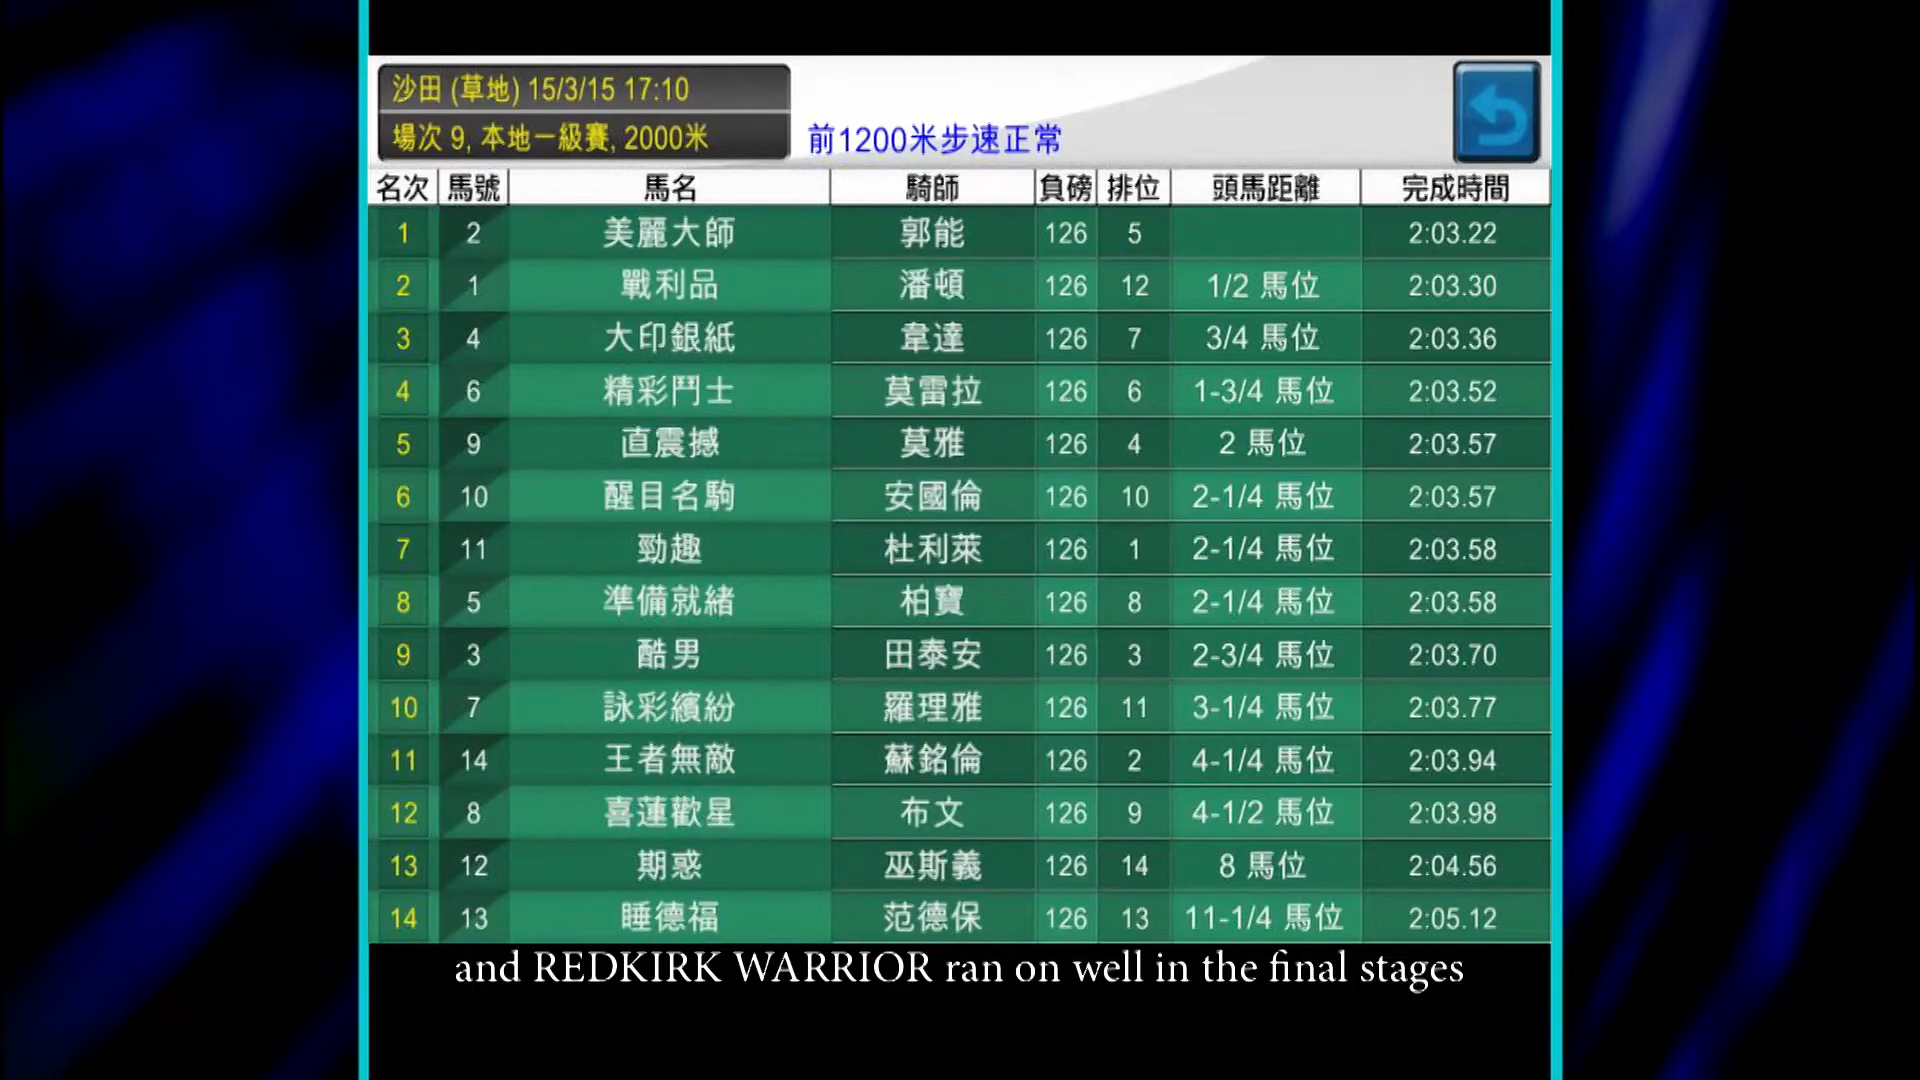 沙田 (草地) 15/3/15 17:10
場次 9, 本地一級賽, 2000米
前1200米步速正常
名次 馬號 馬名 騎師 負磅 排位 頭馬距離 完成時間
1 2 美麗大師 郭能 126 5 2:03.22
2 1 戰利品 潘頓 126 12 1/2 馬位 2:03.30
3 4 大印銀紙 韋達 126 7 3/4 馬位 2:03.36
4 6 精彩鬥士 莫雷拉 126 6 1-3/4 馬位 2:03.52
5 9 直震撼 莫雅 126 4 2 馬位 2:03.57
6 10 醒目名駒 安國倫 126 10 2-1/4 馬位 2:03.57
7 11 勁趣 杜利萊 126 1 2-1/4 馬位 2:03.58
8 5 準備就緒 柏寶 126 8 2-1/4 馬位 2:03.58
9 3 酷男 田泰安 126 3 2-3/4 馬位 2:03.70
10 7 詠彩繽紛 羅理雅 126 11 3-1/4 馬位 2:03.77
11 14 王者無敵 蘇銘倫 126 2 4-1/4 馬位 2:03.94
12 8 喜蓮歡星 布文 126 9 4-1/2 馬位 2:03.98
13 12 期惑 巫斯義 126 14 8 馬位 2:04.56
14 13 睡德福 范德保 126 13 11-1/4 馬位 2:05.12
and REDKIRK WARRIOR ran on well in the final stages